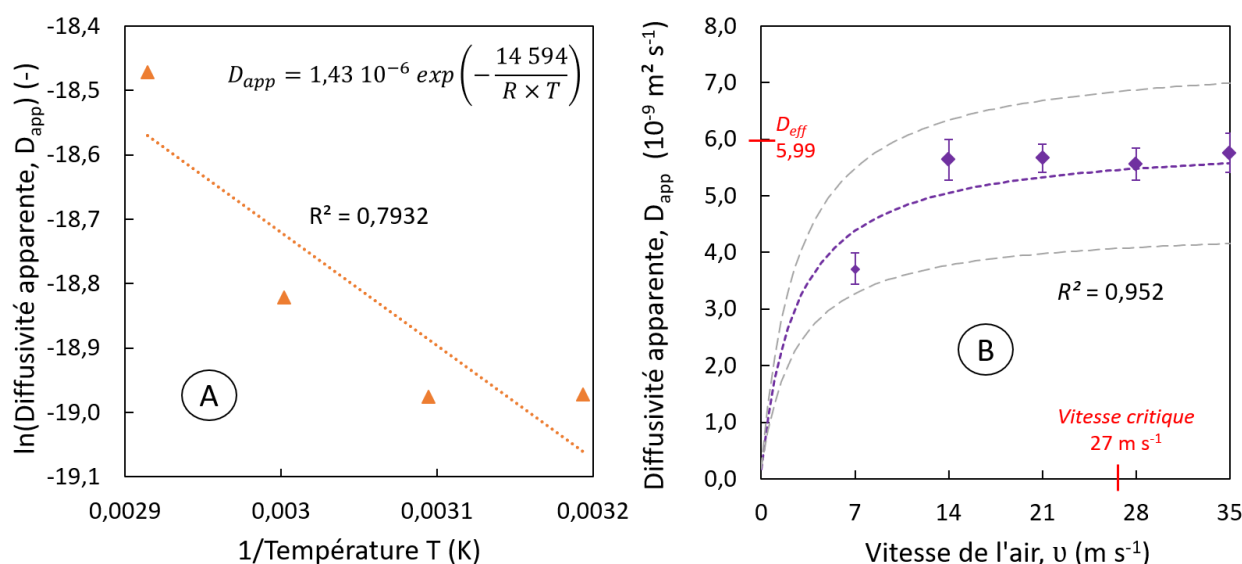 -18,4
-18,5
-18,6
-18,7
-18,8
-18,9
-19,0
-19,1
ln(Diffusivité apparente, D_app) (-)
D_app = 1,43 10⁻⁶ exp (− 14 594 / R × T)
R² = 0,7932
A
0,0029
0,003
0,0031
0,0032
1/Température T (K)
8,0
7,0
6,0
5,0
4,0
3,0
2,0
1,0
0,0
Diffusivité apparente, D_app (10⁻⁹ m² s⁻¹)
D_eff
5,99
R² = 0,952
B
Vitesse critique
27 m s⁻¹
0
7
14
21
28
35
Vitesse de l'air, υ (m s⁻¹)